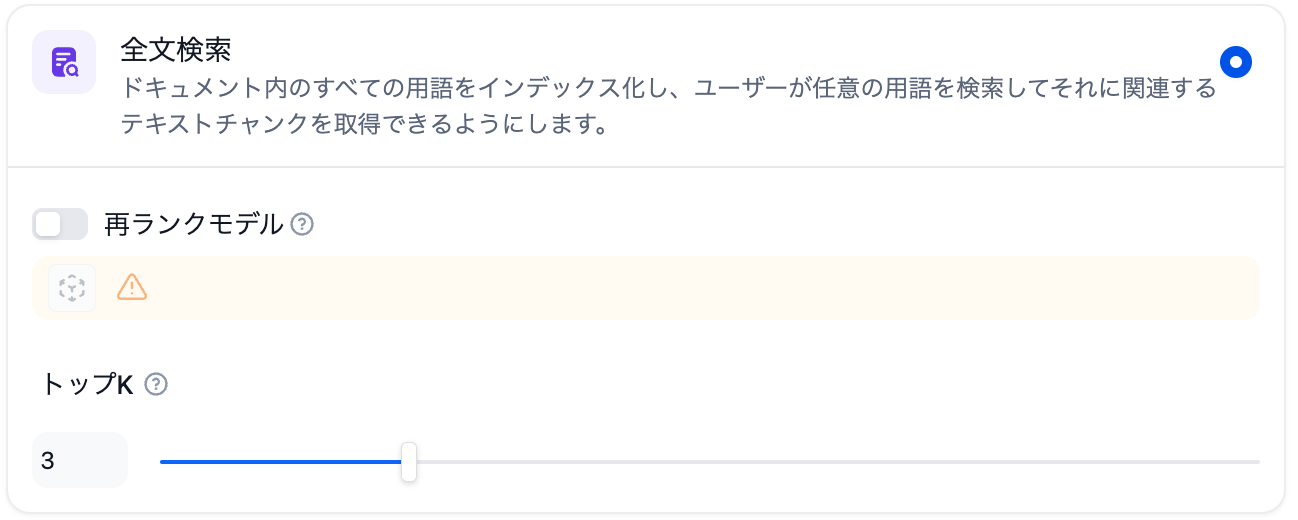 全文検索
ドキュメント内のすべての用語をインデックス化し、ユーザーが任意の用語を検索してそれに関連する
テキストチャンクを取得できるようにします。
再ランクモデル
トップK
3